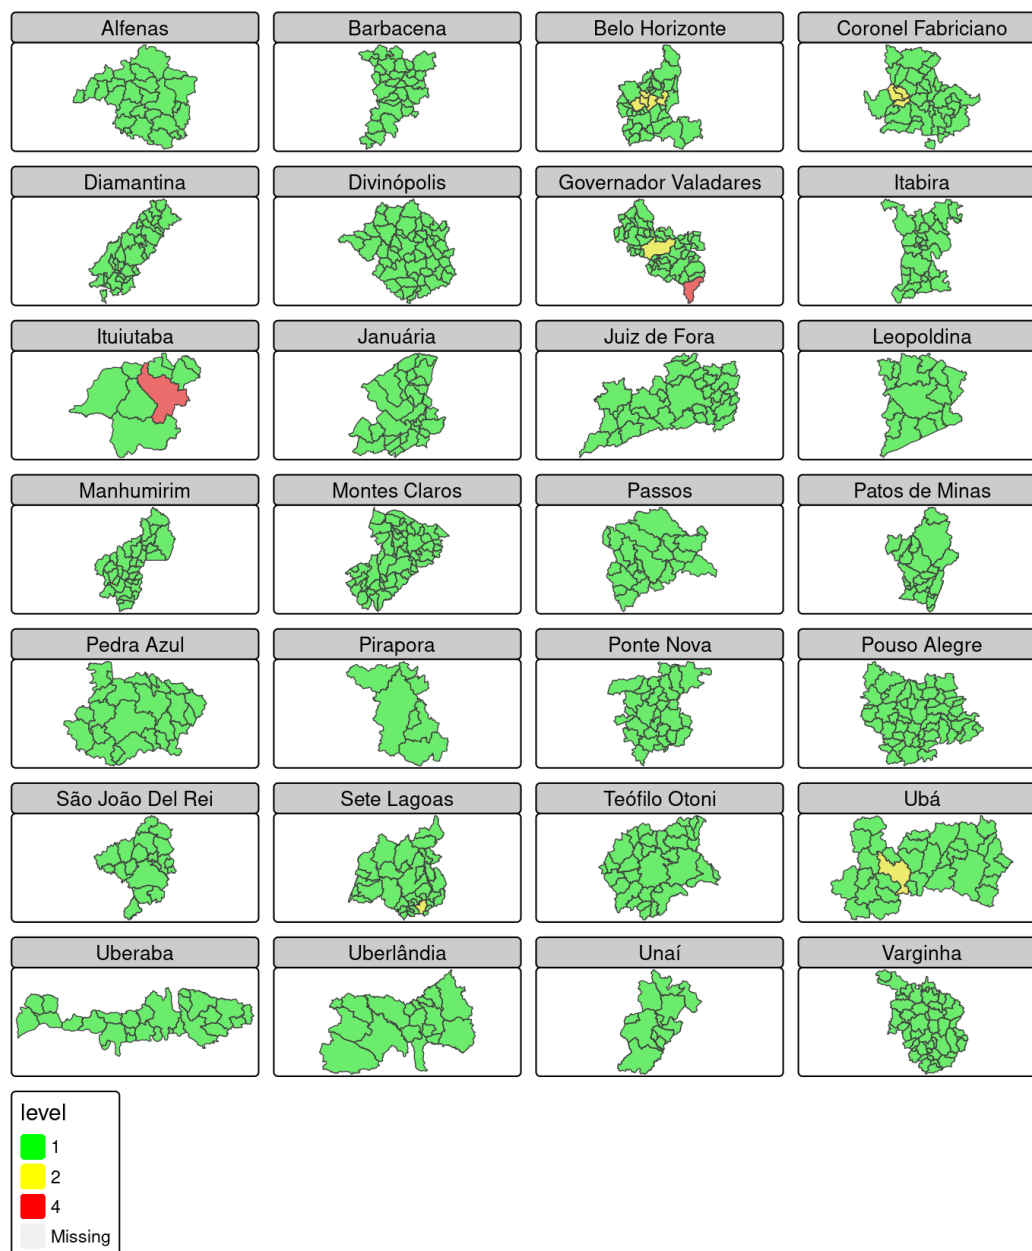 Alfenas
Barbacena
Belo Horizonte
Coronel Fabriciano
Diamantina
Divinópolis
Governador Valadares
Itabira
Ituiutaba
Januária
Juiz de Fora
Leopoldina
Manhumirim
Montes Claros
Passos
Patos de Minas
Pedra Azul
Pirapora
Ponte Nova
Pouso Alegre
São João Del Rei
Sete Lagoas
Teófilo Otoni
Ubá
Uberaba
Uberlândia
Unaí
Varginha
level
1
2
4
Missing